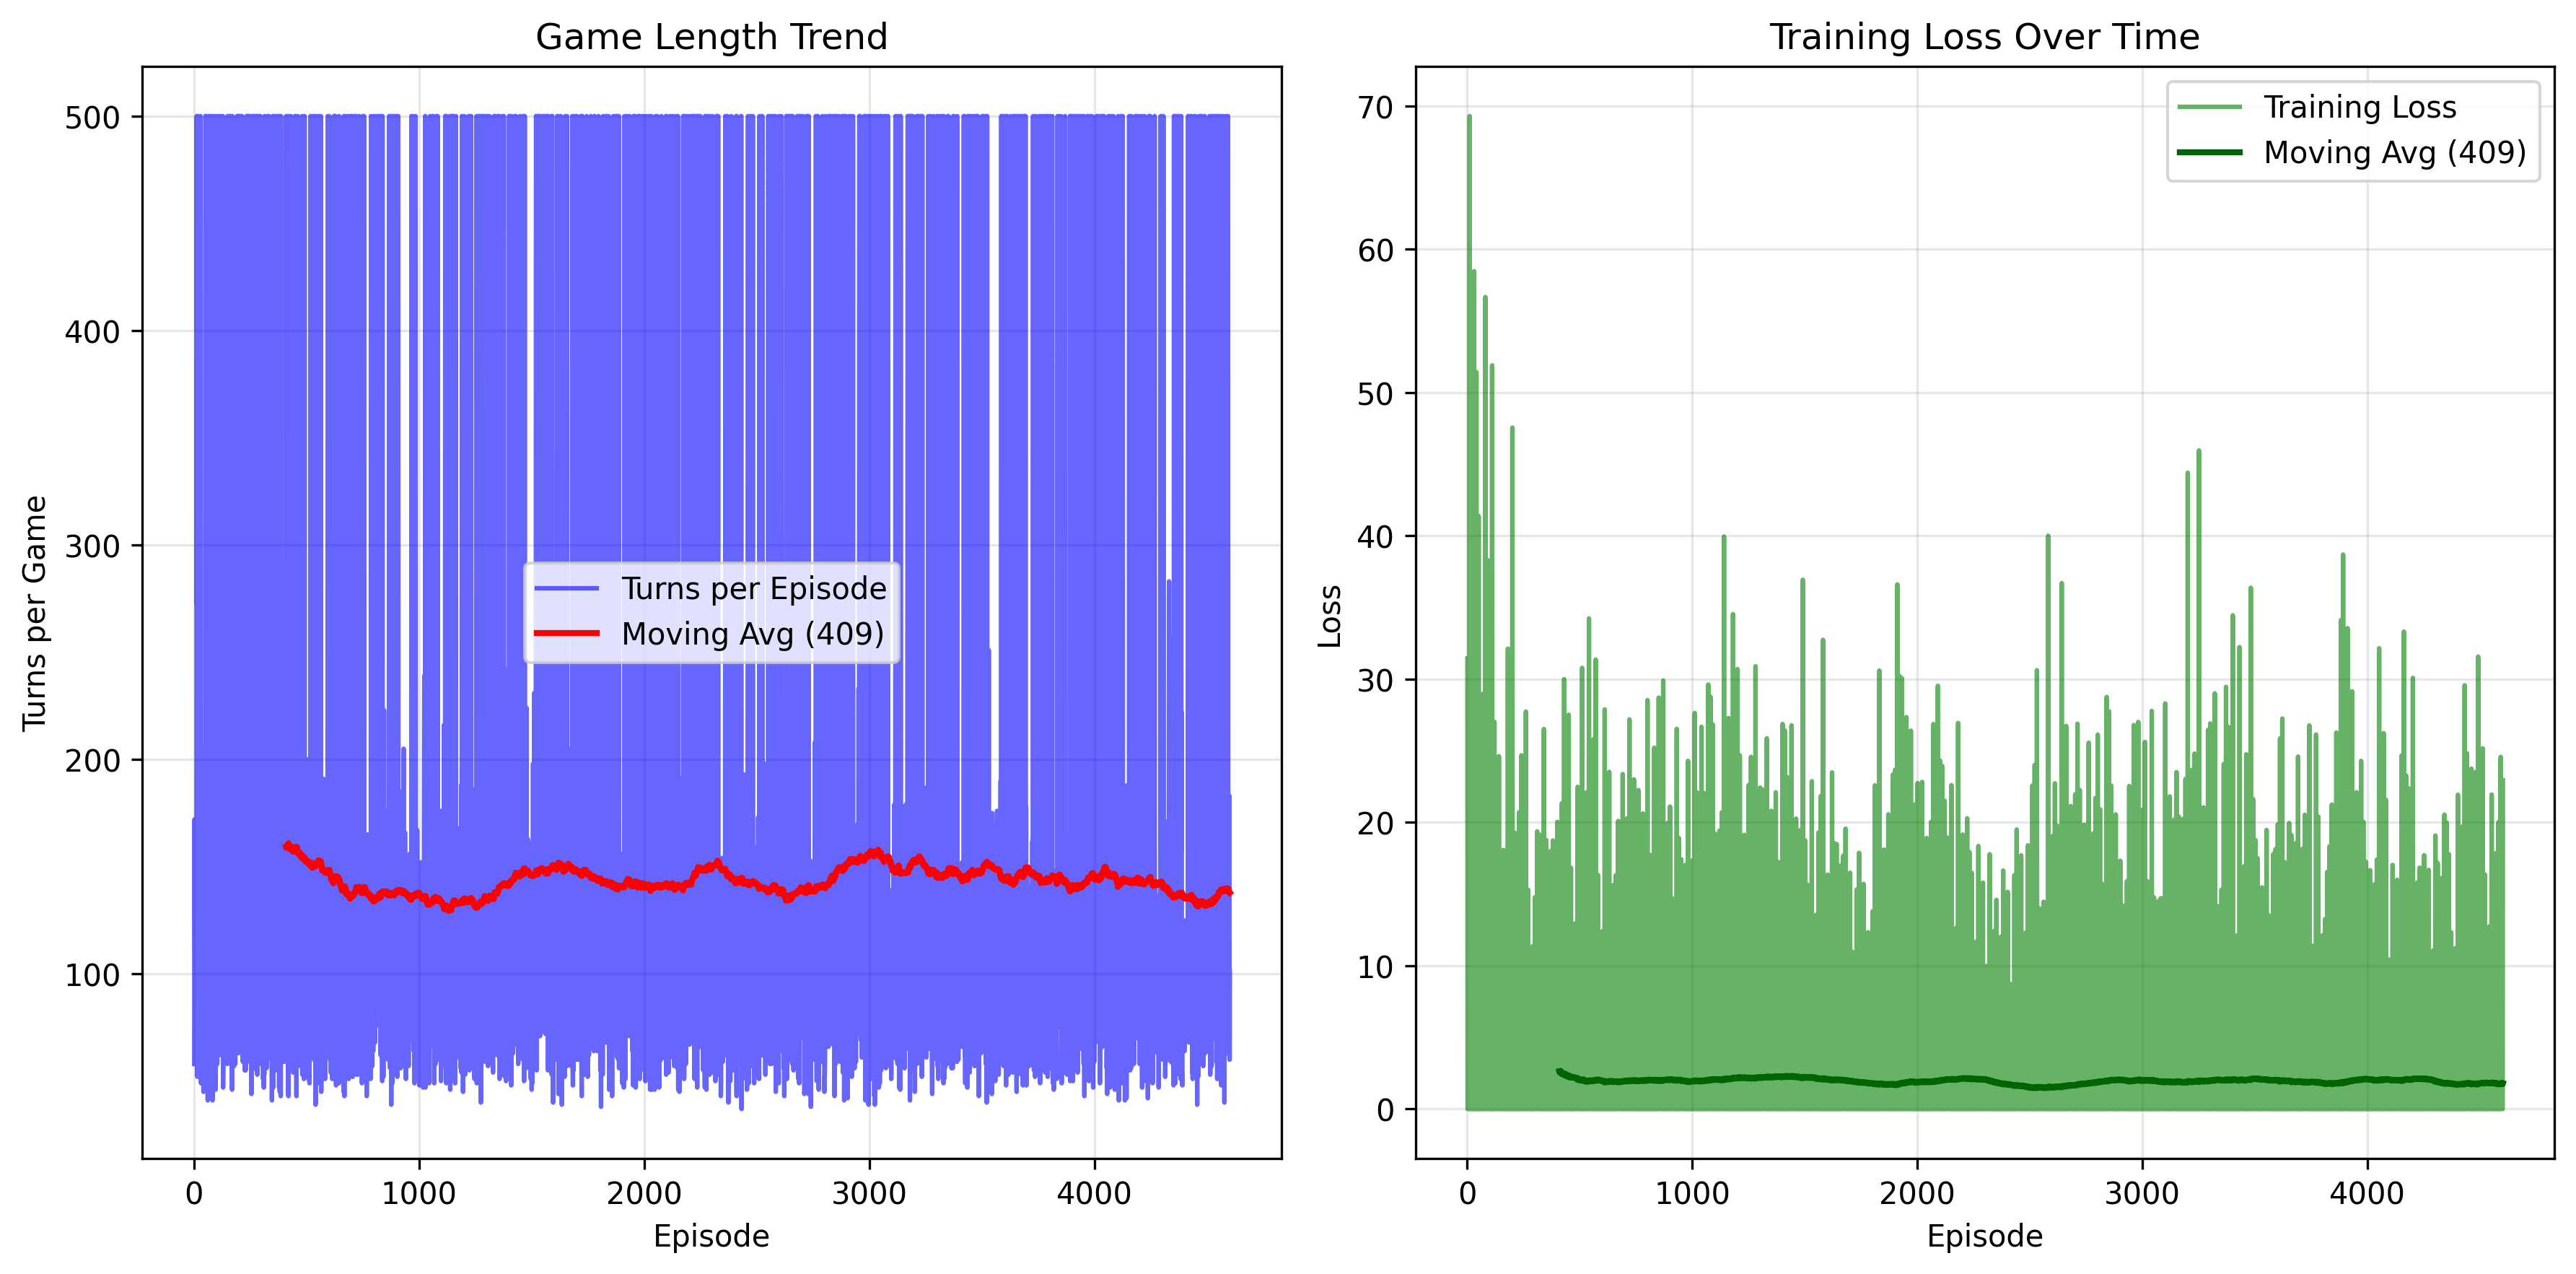 Game Length Trend
500
400
300
200
100
Turns per Game
Turns per Episode
Moving Avg (409)
0
1000
2000
3000
4000
Episode
Training Loss Over Time
70
60
50
40
30
20
10
0
Loss
Training Loss
Moving Avg (409)
0
1000
2000
3000
4000
Episode